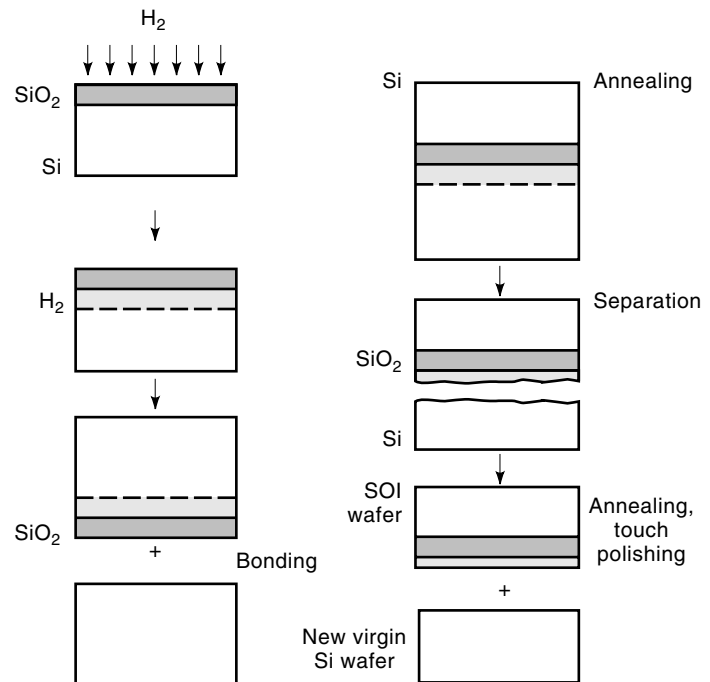 H2
SiO2
Si
H2
SiO2
+
Bonding
Si
Annealing
Separation
SiO2
Si
SOI
wafer
Annealing,
touch
polishing
+
New virgin
Si wafer